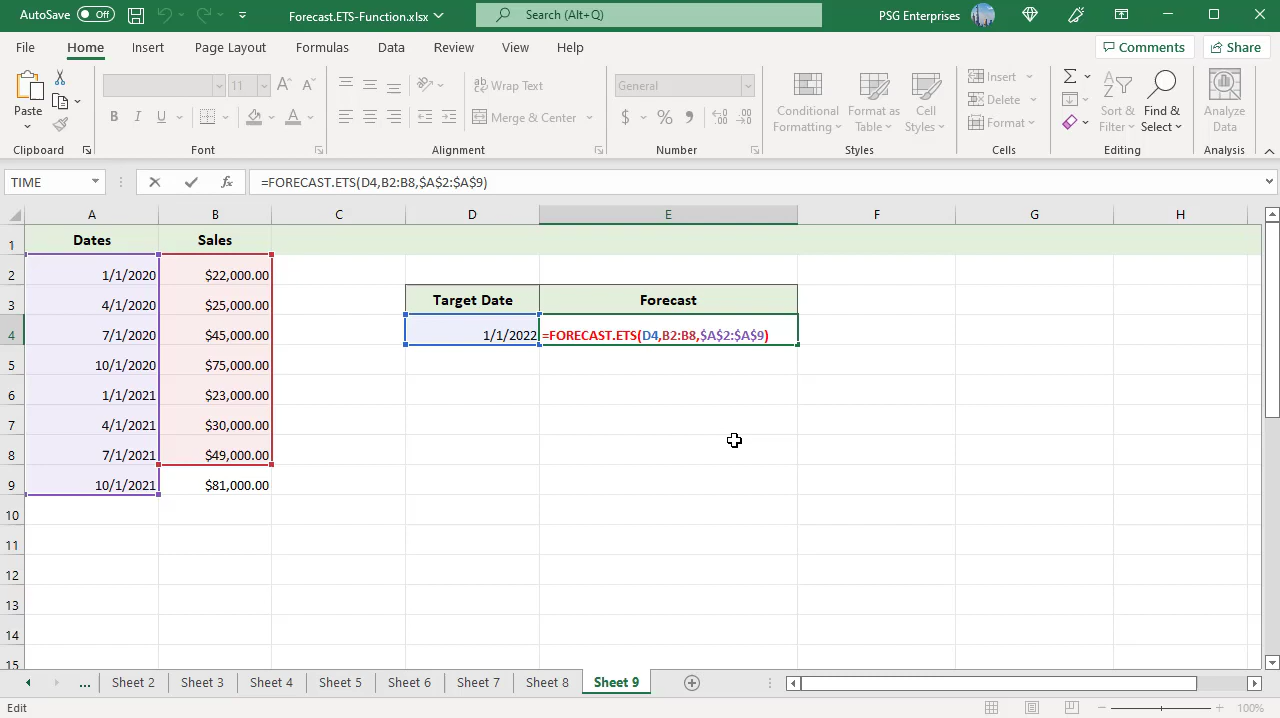 AutoSave Off Forecast.ETS-Function.xlsx Search (Alt+Q) PSG Enterprises
File Home Insert Page Layout Formulas Data Review View Help Comments Share
Paste
Clipboard
11
B I U A
Font
ab Wrap Text
Merge & Center
Alignment
General
$ % 9
Number
Conditional Formatting
Format as Table
Cell Styles
Styles
Insert
Delete
Format
Cells
Sort & Filter
Find & Select
Editing
Analyze Data
Analysis
TIME fx =FORECAST.ETS(D4,B2:B8,$A$2:$A$9)
A B C D E F G H
1 Dates Sales
2 1/1/2020 $22,000.00
3 4/1/2020 $25,000.00 Target Date Forecast
4 7/1/2020 $45,000.00 1/1/2022 =FORECAST.ETS(D4,B2:B8,$A$2:$A$9)
5 10/1/2020 $75,000.00
6 1/1/2021 $23,000.00
7 4/1/2021 $30,000.00
8 7/1/2021 $49,000.00
9 10/1/2021 $81,000.00
10
11
12
13
14
15
... Sheet 2 Sheet 3 Sheet 4 Sheet 5 Sheet 6 Sheet 7 Sheet 8 Sheet 9
Edit 100%